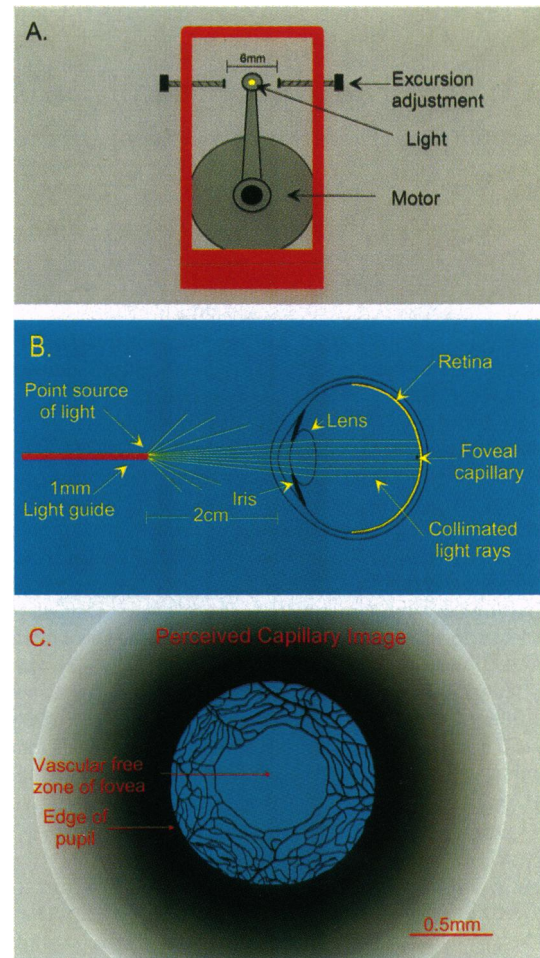 A.
6mm
Excursion
adjustment
Light
Motor
B.
Point source
of light
1mm
Light guide
2cm
Lens
Iris
Retina
Foveal
capillary
Collimated
light rays
C.
Perceived Capillary Image
Vascular free
zone of fovea
Edge of
pupil
0.5mm